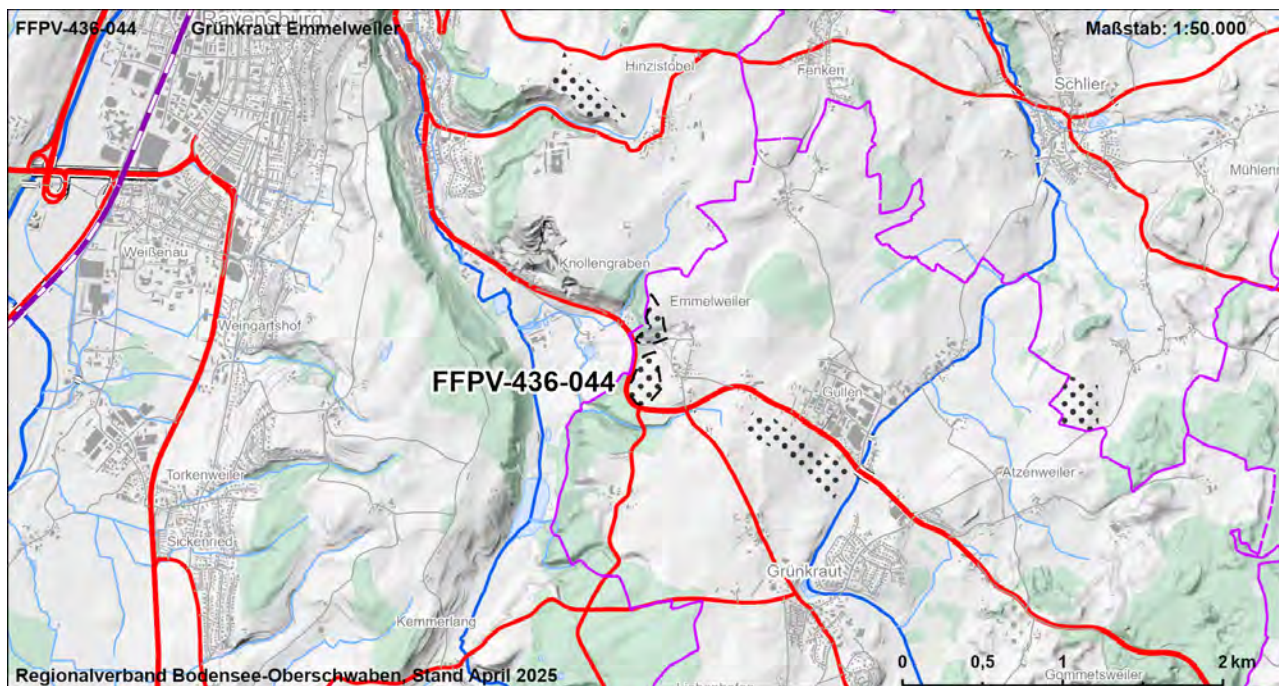 Ravensburg
FFPV-436-044 Grünkraut Emmelweiler Maßstab: 1:50.000
Hinzistobel
Fenken
Schlier
Weißenau
Knollengraben
Emmelweiler
Weingartshof
FFPV-436-044
Gullen
Torkenweiler
Atzenweiler
Sickenried
Grünkraut
Kemmerlang
0 0,5 1 2 km
Gommetsweiler
Regionalverband Bodensee-Oberschwaben, Stand April 2025